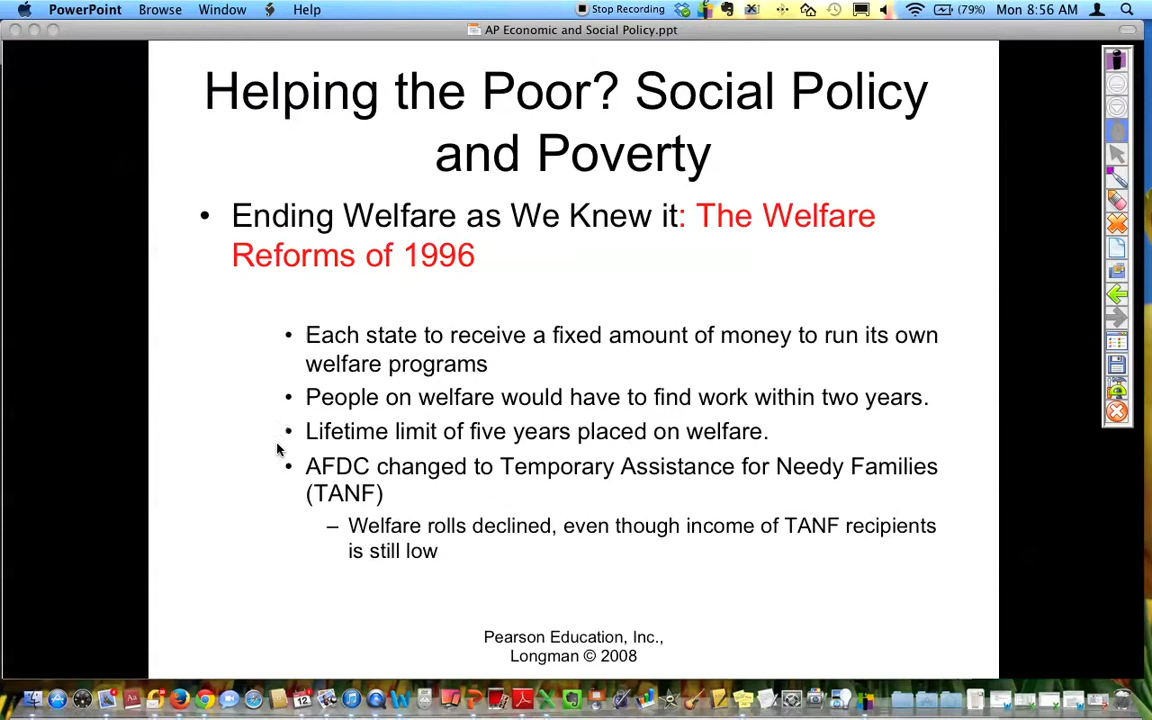 PowerPoint Browse Window Help Stop Recording (79%) Mon 8:56 AM
AP Economic and Social Policy.ppt
Helping the Poor? Social Policy
and Poverty
• Ending Welfare as We Knew it: The Welfare
Reforms of 1996
• Each state to receive a fixed amount of money to run its own
welfare programs
• People on welfare would have to find work within two years.
• Lifetime limit of five years placed on welfare.
• AFDC changed to Temporary Assistance for Needy Families
(TANF)
– Welfare rolls declined, even though income of TANF recipients
is still low
Pearson Education, Inc.,
Longman © 2008